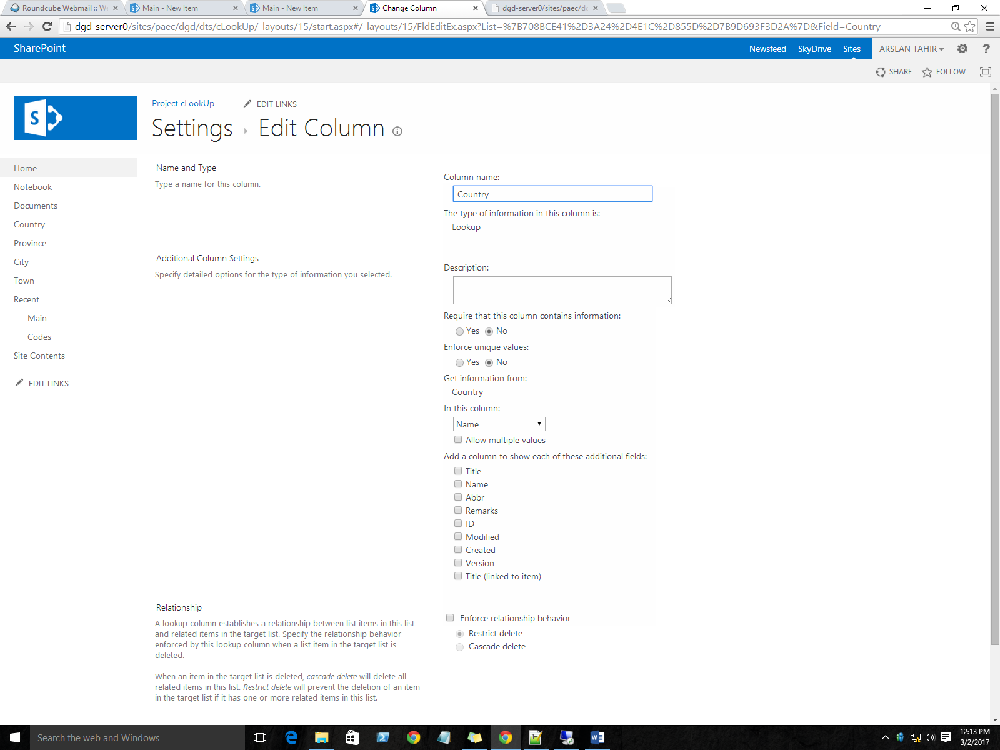 Roundcube Webmail :: We
Main - New Item
Main - New Item
Change Column
dgd-server0/sites/paec/dg
dgd-server0/sites/paec/dgd/dts/cLookUp/_layouts/15/start.aspx#/_layouts/15/FldEditEx.aspx?List=%7B708BCE41%2D3A24%2D4E1C%2D855D%2D7B9D693F3D2A%7D&Field=Country
SharePoint
Newsfeed SkyDrive Sites ARSLAN TAHIR ?
SHARE FOLLOW
S
Project cLookUp EDIT LINKS
Settings Edit Column
Home
Notebook
Documents
Country
Province
City
Town
Recent
Main
Codes
Site Contents
EDIT LINKS
Name and Type
Type a name for this column.
Column name:
Country
The type of information in this column is:
Lookup
Additional Column Settings
Specify detailed options for the type of information you selected.
Description:
Require that this column contains information:
Yes No
Enforce unique values:
Yes No
Get information from:
Country
In this column:
Name
Allow multiple values
Add a column to show each of these additional fields:
Title
Name
Abbr
Remarks
ID
Modified
Created
Version
Title (linked to item)
Relationship
A lookup column establishes a relationship between list items in this list
and related items in the target list. Specify the relationship behavior
enforced by this lookup column when a list item in the target list is
deleted.
When an item in the target list is deleted, cascade delete will delete all
related items in this list. Restrict delete will prevent the deletion of an item
in the target list if it has one or more related items in this list.
Enforce relationship behavior
Restrict delete
Cascade delete
Search the web and Windows
12:13 PM
3/2/2017